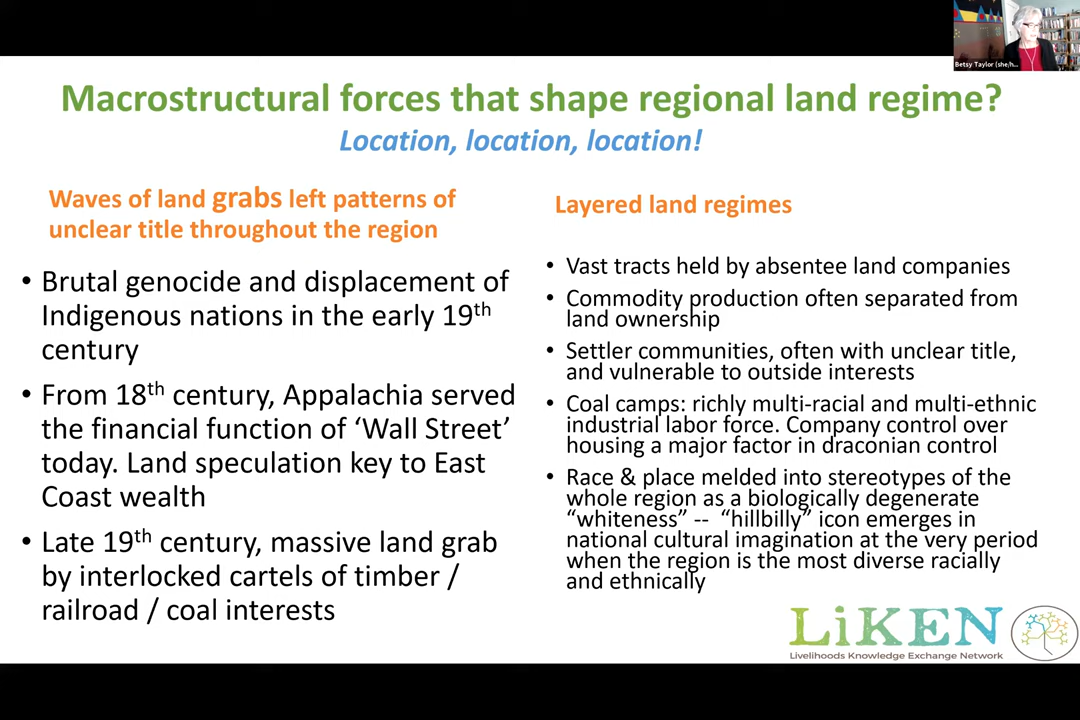 Betsy Taylor (she/h...
Macrostructural forces that shape regional land regime?
Location, location, location!
Waves of land grabs left patterns of
unclear title throughout the region
• Brutal genocide and displacement of
Indigenous nations in the early 19th
century
• From 18th century, Appalachia served
the financial function of ‘Wall Street’
today. Land speculation key to East
Coast wealth
• Late 19th century, massive land grab
by interlocked cartels of timber /
railroad / coal interests
Layered land regimes
• Vast tracts held by absentee land companies
• Commodity production often separated from
land ownership
• Settler communities, often with unclear title,
and vulnerable to outside interests
• Coal camps: richly multi-racial and multi-ethnic
industrial labor force. Company control over
housing a major factor in draconian control
• Race & place melded into stereotypes of the
whole region as a biologically degenerate
“whiteness” -- “hillbilly” icon emerges in
national cultural imagination at the very period
when the region is the most diverse racially
and ethnically
LiKEN
Livelihoods Knowledge Exchange Network